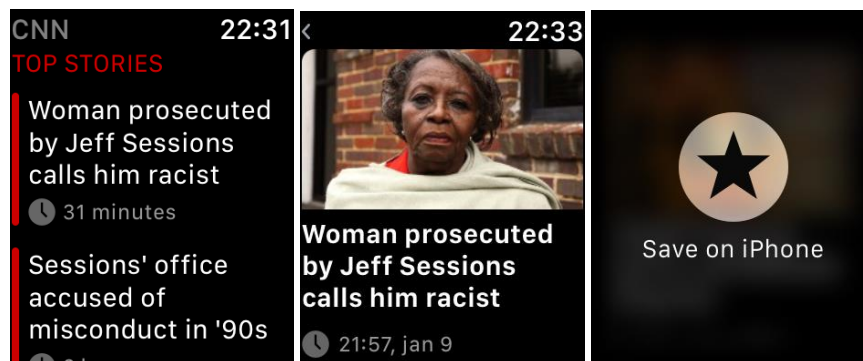 CNN 22:31
TOP STORIES
Woman prosecuted
by Jeff Sessions
calls him racist
31 minutes
Sessions' office
accused of
misconduct in '90s
22:33
Woman prosecuted
by Jeff Sessions
calls him racist
21:57, jan 9
Save on iPhone